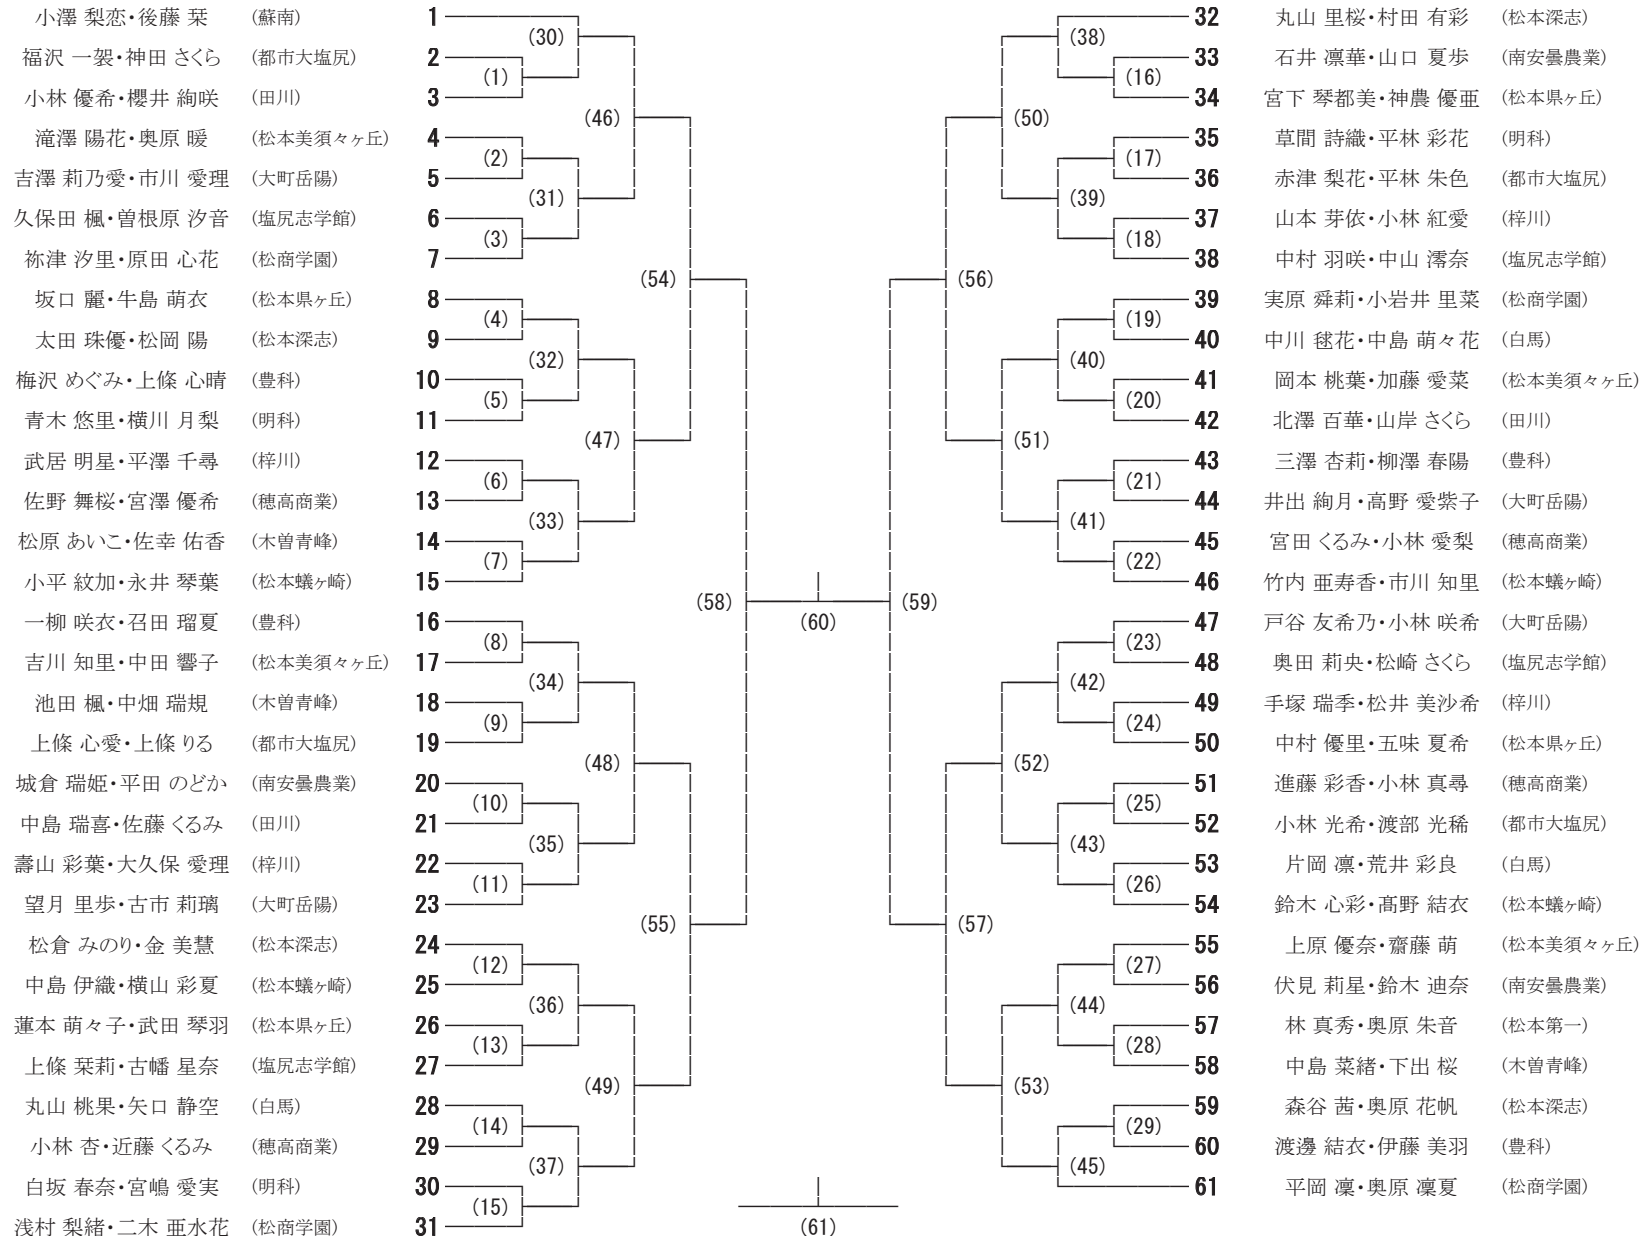 小澤 梨恋・後藤 栞 (蘇南) 1
福沢 一袈・神田 さくら (都市大塩尻) 2
小林 優希・櫻井 絢咲 (田川) 3
滝澤 陽花・奥原 暖 (松本美須々ヶ丘) 4
吉澤 莉乃愛・市川 愛理 (大町岳陽) 5
久保田 楓・曽根原 汐音 (塩尻志学館) 6
祢津 汐里・原田 心花 (松商学園) 7
坂口 麗・牛島 萌衣 (松本県ヶ丘) 8
太田 珠優・松岡 陽 (松本深志) 9
梅沢 めぐみ・上條 心晴 (豊科) 10
青木 悠里・横川 月梨 (明科) 11
武居 明星・平澤 千尋 (梓川) 12
佐野 舞桜・宮澤 優希 (穂高商業) 13
松原 あいこ・佐幸 佑香 (木曽青峰) 14
小平 紋加・永井 琴葉 (松本蟻ヶ崎) 15
一柳 咲衣・召田 瑠夏 (豊科) 16
吉川 知里・中田 響子 (松本美須々ヶ丘) 17
池田 楓・中畑 瑞規 (木曽青峰) 18
上條 心愛・上條 りる (都市大塩尻) 19
城倉 瑞姫・平田 のどか (南安曇農業) 20
中島 瑞喜・佐藤 くるみ (田川) 21
壽山 彩葉・大久保 愛理 (梓川) 22
望月 里歩・古市 莉璃 (大町岳陽) 23
松倉 みのり・金 美慧 (松本深志) 24
中島 伊織・横山 彩夏 (松本蟻ヶ崎) 25
蓮本 萌々子・武田 琴羽 (松本県ヶ丘) 26
上條 栞莉・古幡 星奈 (塩尻志学館) 27
丸山 桃果・矢口 静空 (白馬) 28
小林 杏・近藤 くるみ (穂高商業) 29
白坂 春奈・宮嶋 愛実 (明科) 30
浅村 梨緒・二木 亜水花 (松商学園) 31
(1)
(2)
(3)
(4)
(5)
(6)
(7)
(8)
(9)
(10)
(11)
(12)
(13)
(14)
(15)
(30)
(31)
(32)
(33)
(34)
(35)
(36)
(37)
(46)
(47)
(48)
(49)
(54)
(55)
(58)
(60)
(61)
(59)
(56)
(57)
(50)
(51)
(52)
(53)
(38)
(39)
(40)
(41)
(42)
(43)
(44)
(45)
(16)
(17)
(18)
(19)
(20)
(21)
(22)
(23)
(24)
(25)
(26)
(27)
(28)
(29)
32 丸山 里桜・村田 有彩 (松本深志)
33 石井 凛華・山口 夏歩 (南安曇農業)
34 宮下 琴都美・神農 優亜 (松本県ヶ丘)
35 草間 詩織・平林 彩花 (明科)
36 赤津 梨花・平林 朱色 (都市大塩尻)
37 山本 芽依・小林 紅愛 (梓川)
38 中村 羽咲・中山 澪奈 (塩尻志学館)
39 実原 舜莉・小岩井 里菜 (松商学園)
40 中川 毬花・中島 萌々花 (白馬)
41 岡本 桃葉・加藤 愛菜 (松本美須々ヶ丘)
42 北澤 百華・山岸 さくら (田川)
43 三澤 杏莉・柳澤 春陽 (豊科)
44 井出 絢月・高野 愛紫子 (大町岳陽)
45 宮田 くるみ・小林 愛梨 (穂高商業)
46 竹内 亜寿香・市川 知里 (松本蟻ヶ崎)
47 戸谷 友希乃・小林 咲希 (大町岳陽)
48 奥田 莉央・松崎 さくら (塩尻志学館)
49 手塚 瑞季・松井 美沙希 (梓川)
50 中村 優里・五味 夏希 (松本県ヶ丘)
51 進藤 彩香・小林 真尋 (穂高商業)
52 小林 光希・渡部 光稀 (都市大塩尻)
53 片岡 凛・荒井 彩良 (白馬)
54 鈴木 心彩・髙野 結衣 (松本蟻ヶ崎)
55 上原 優奈・齋藤 萌 (松本美須々ヶ丘)
56 伏見 莉星・鈴木 迪奈 (南安曇農業)
57 林 真秀・奥原 朱音 (松本第一)
58 中島 菜緒・下出 桜 (木曽青峰)
59 森谷 茜・奥原 花帆 (松本深志)
60 渡邊 結衣・伊藤 美羽 (豊科)
61 平岡 凜・奥原 凜夏 (松商学園)